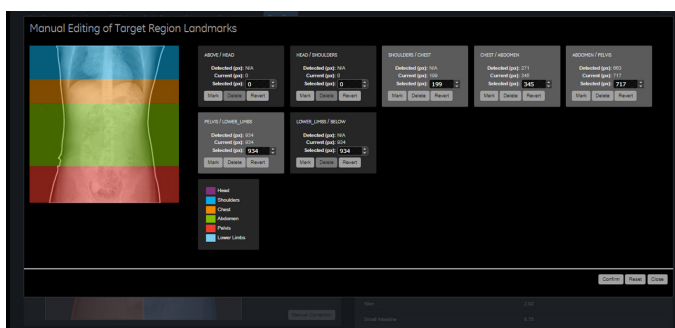 Manual Editing of Target Region Landmarks
ABOVE / HEAD
Detected (px): N/A
Current (px): 0
Selected (px): 0
Mark Delete Revert
HEAD / SHOULDERS
Detected (px): N/A
Current (px): 0
Selected (px): 0
Mark Delete Revert
SHOULDERS / CHEST
Detected (px): N/A
Current (px): 199
Selected (px): 199
Mark Delete Revert
CHEST / ABDOMEN
Detected (px): 271
Current (px): 345
Selected (px): 345
Mark Delete Revert
ABDOMEN / PELVIS
Detected (px): 663
Current (px): 717
Selected (px): 717
Mark Delete Revert
PELVIS / LOWER_LIMBS
Detected (px): 934
Current (px): 934
Selected (px): 934
Mark Delete Revert
LOWER_LIMBS / BELOW
Detected (px): N/A
Current (px): 934
Selected (px): 934
Mark Delete Revert
Head
Shoulders
Chest
Abdomen
Pelvis
Lower Limbs
Confirm Reset Close
Manual Correction
Small Intestine